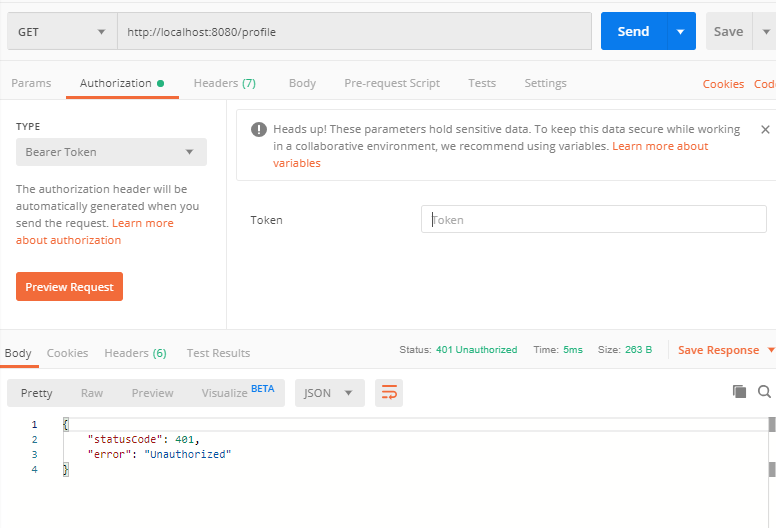 GET http://localhost:8080/profile Send Save
Params Authorization Headers (7) Body Pre-request Script Tests Settings Cookies Code
TYPE
Bearer Token
The authorization header will be
automatically generated when you
send the request. Learn more
about authorization
Preview Request
Heads up! These parameters hold sensitive data. To keep this data secure while working
in a collaborative environment, we recommend using variables. Learn more about
variables
Token Token
Body Cookies Headers (6) Test Results Status: 401 Unauthorized Time: 5ms Size: 263 B Save Response
Pretty Raw Preview Visualize BETA JSON
1 {
2 "statusCode": 401,
3 "error": "Unauthorized"
4 }